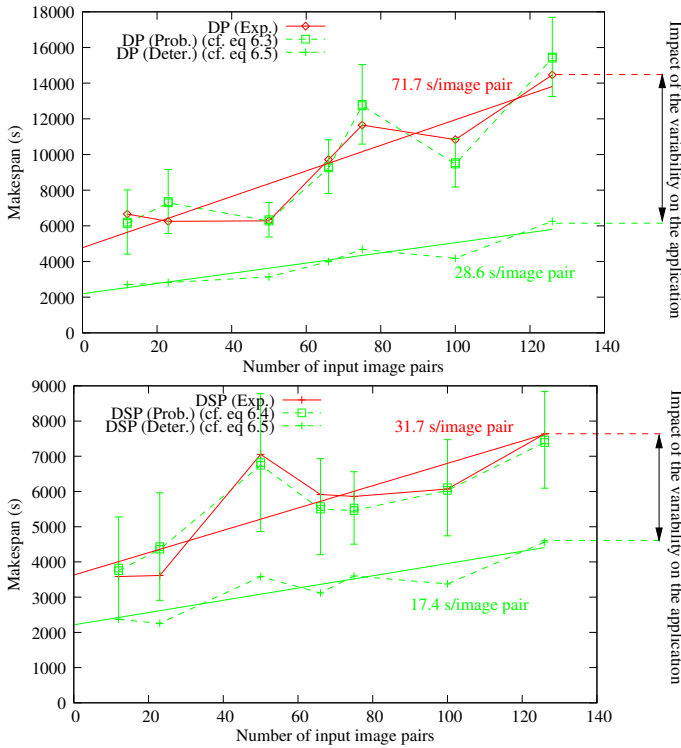 DP (Exp.)
DP (Prob.) (cf. eq 6.3)
DP (Deter.) (cf. eq 6.5)
18000
16000
14000
12000
10000
8000
6000
4000
2000
0
Makespan (s)
71.7 s/image pair
28.6 s/image pair
0 20 40 60 80 100 120 140
Number of input image pairs
Impact of the variability on the application
DSP (Exp.)
DSP (Prob.) (cf. eq 6.4)
DSP (Deter.) (cf. eq 6.5)
9000
8000
7000
6000
5000
4000
3000
2000
1000
0
Makespan (s)
31.7 s/image pair
17.4 s/image pair
0 20 40 60 80 100 120 140
Number of input image pairs
Impact of the variability on the application